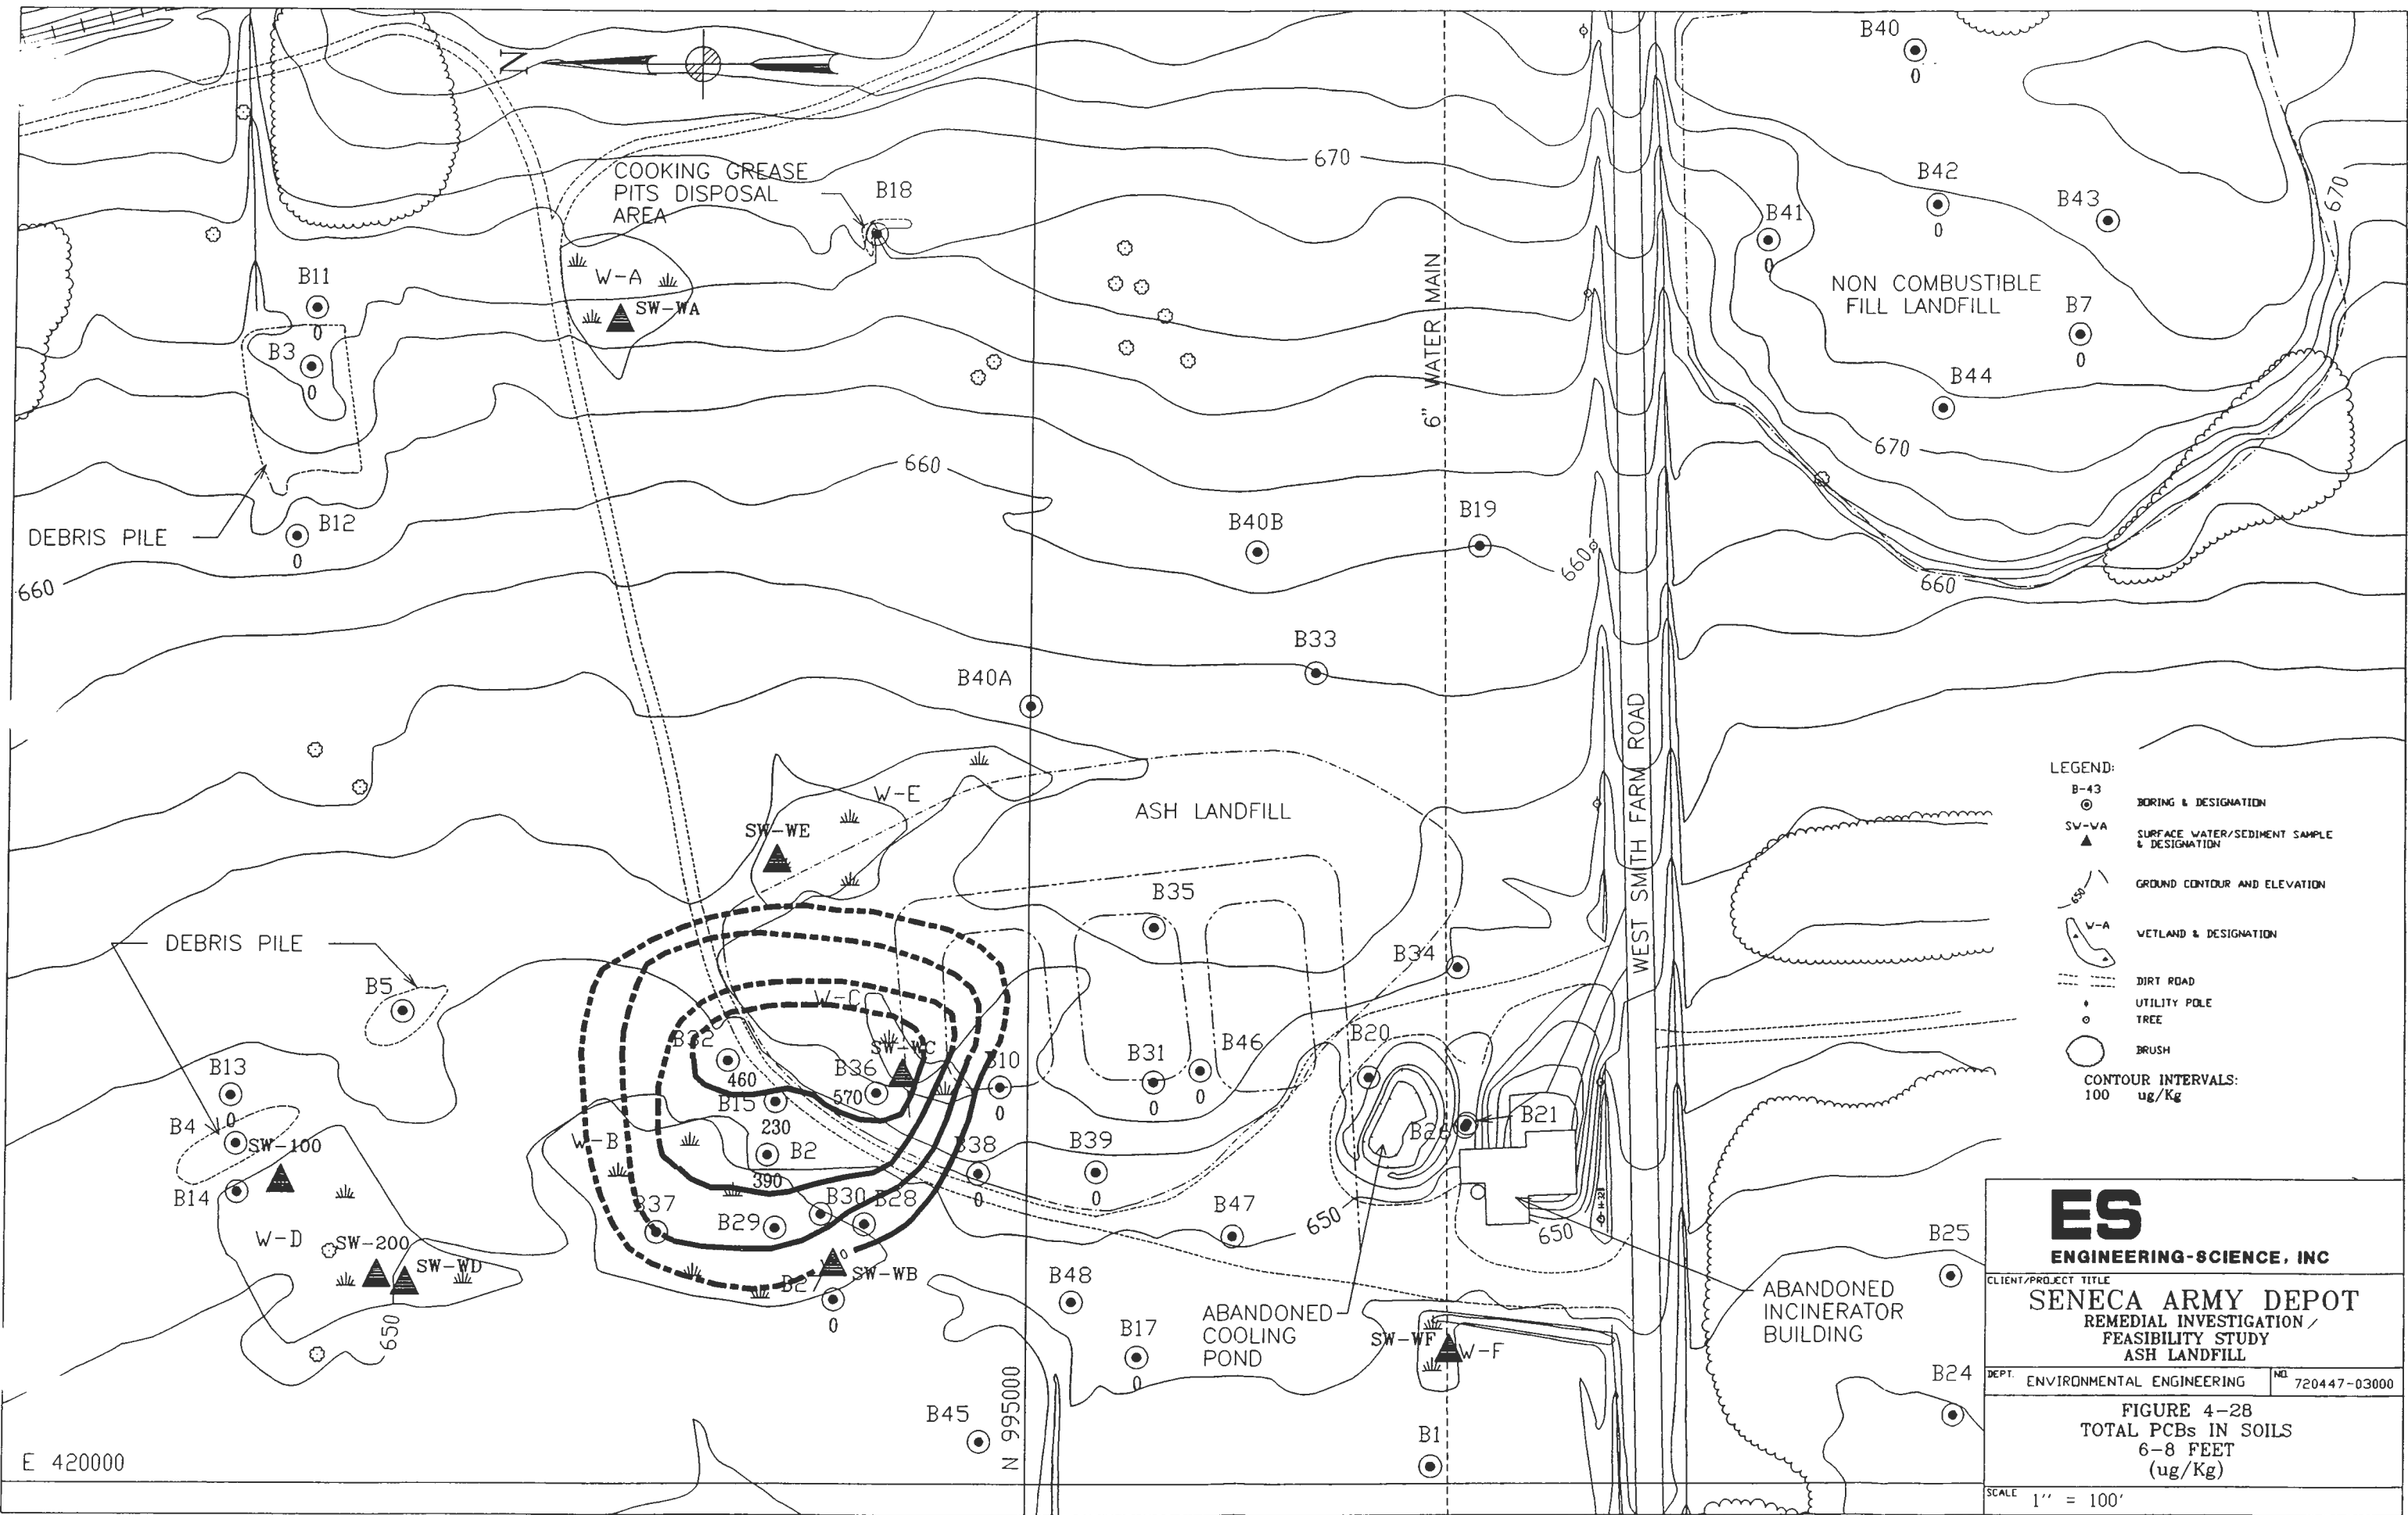 N
COOKING GREASE
PITS DISPOSAL
AREA
B18
670
B40
0
B42
0
B43
B41
0
670
NON COMBUSTIBLE
FILL LANDFILL
B7
0
B44
670
B11
0
B3
0
W-A
SW-WA
6" WATER MAIN
660
DEBRIS PILE
B12
0
660
B40B
B19
660
660
B33
B40A
WEST SMITH FARM ROAD
W-E
SW-WE
ASH LANDFILL
B35
B34
DEBRIS PILE
B5
W-C
B32
460
SW-WC
B36
570
B10
0
B31
0
B46
0
B20
B13
0
B4
SW-100
B14
B15
230
B2
390
W-B
B38
0
B39
0
B26
B21
W-D
SW-200
SW-WD
650
B37
B29
B30
B28
0
SW-WB
B27
0
B47
650
650
B48
B17
0
ABANDONED
COOLING
POND
SW-WF
W-F
ABANDONED
INCINERATOR
BUILDING
B25
B24
B45
B1
N 995000
E 420000
LEGEND:
B-43
BORING & DESIGNATION
SW-WA
SURFACE WATER/SEDIMENT SAMPLE
& DESIGNATION
650
GROUND CONTOUR AND ELEVATION
W-A
WETLAND & DESIGNATION
DIRT ROAD
UTILITY POLE
TREE
BRUSH
CONTOUR INTERVALS:
100 ug/Kg
ES
ENGINEERING-SCIENCE, INC
CLIENT/PROJECT TITLE
SENECA ARMY DEPOT
REMEDIAL INVESTIGATION/
FEASIBILITY STUDY
ASH LANDFILL
DEPT. ENVIRONMENTAL ENGINEERING
NO. 720447-03000
FIGURE 4-28
TOTAL PCBs IN SOILS
6-8 FEET
(ug/Kg)
SCALE 1'' = 100'